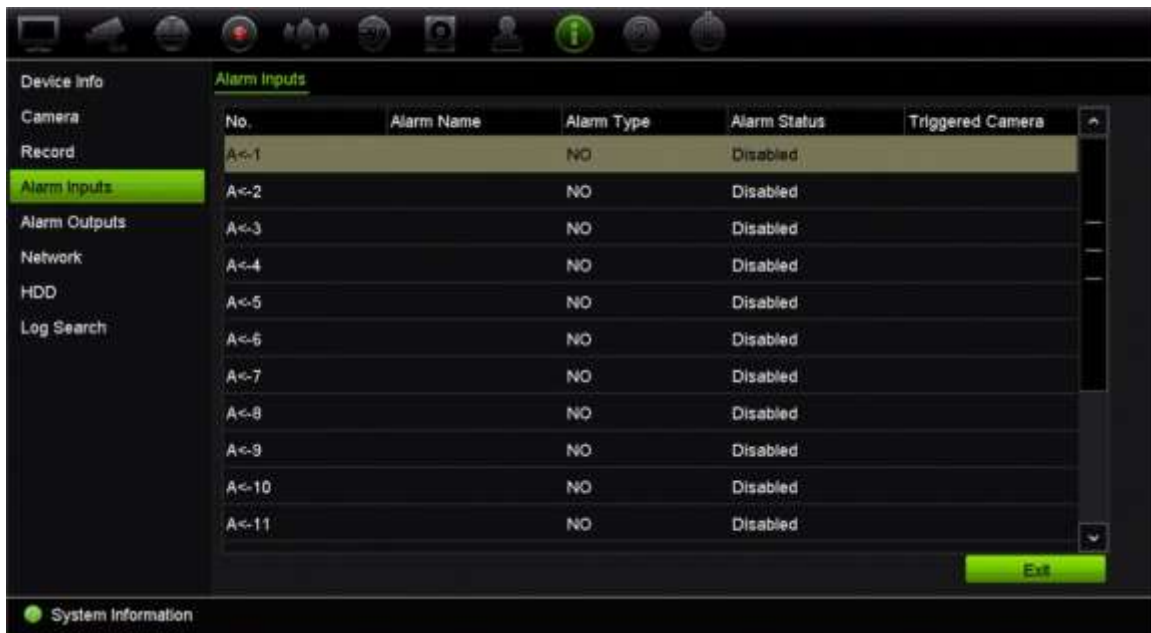 Device Info
Camera
Record
Alarm Inputs
Alarm Outputs
Network
HDD
Log Search
Alarm Inputs
No. Alarm Name Alarm Type Alarm Status Triggered Camera
A<-1 NO Disabled
A<-2 NO Disabled
A<-3 NO Disabled
A<-4 NO Disabled
A<-5 NO Disabled
A<-6 NO Disabled
A<-7 NO Disabled
A<-8 NO Disabled
A<-9 NO Disabled
A<-10 NO Disabled
A<-11 NO Disabled
Exit
System Information